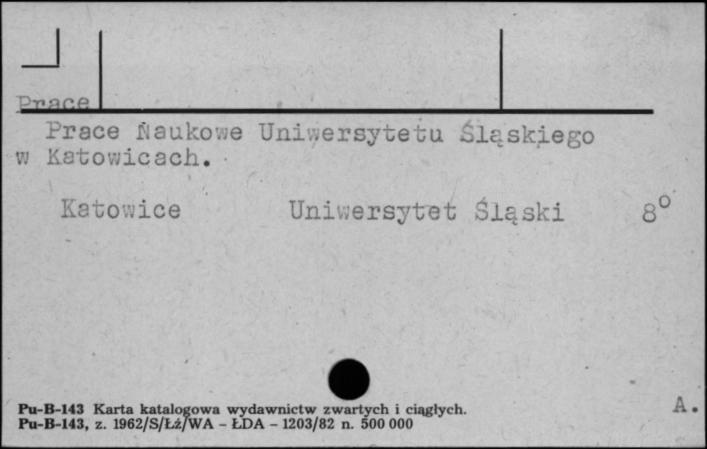 Prace
Prace Naukowe Uniwersytetu Śląskiego
w Katowicach.
Katowice Uniwersytet Śląski 8°
A.
Pu-B-143 Karta katalogowa wydawnictw zwartych i ciągłych.
Pu-B-143, z. 1962/S/Łź/WA – ŁDA – 1203/82 n. 500 000